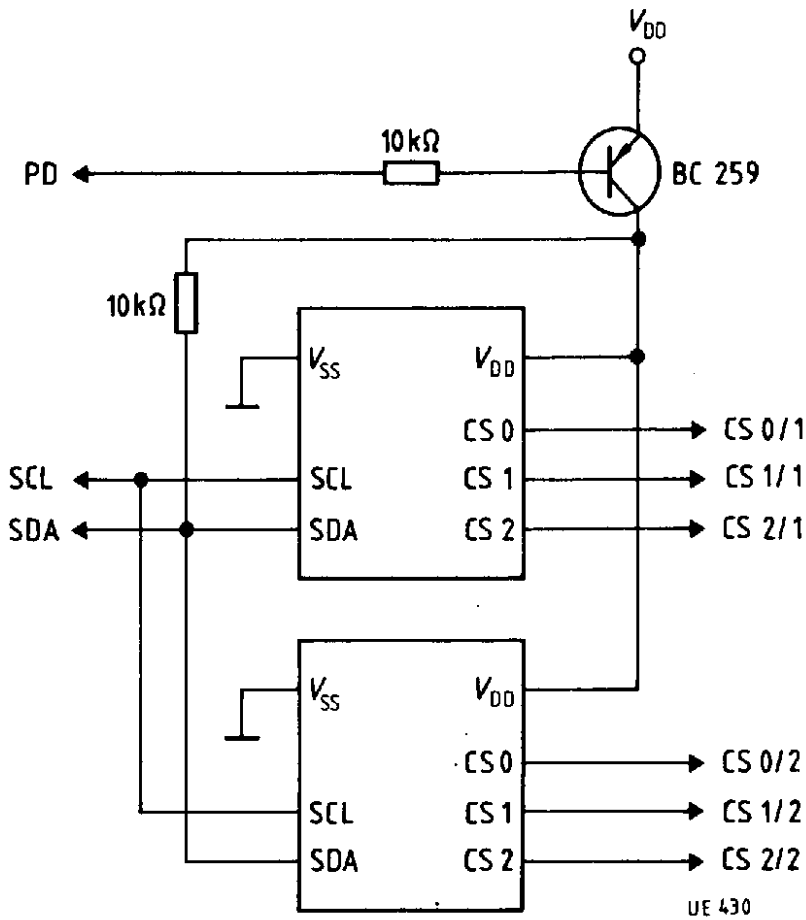 V_DD
10kΩ
PD
BC 259
10kΩ
V_SS
V_DD
CS 0
CS 0/1
SCL
SCL
CS 1
CS 1/1
SDA
SDA
CS 2
CS 2/1
V_SS
V_DD
CS 0
CS 0/2
SCL
CS 1
CS 1/2
SDA
CS 2
CS 2/2
UE 430